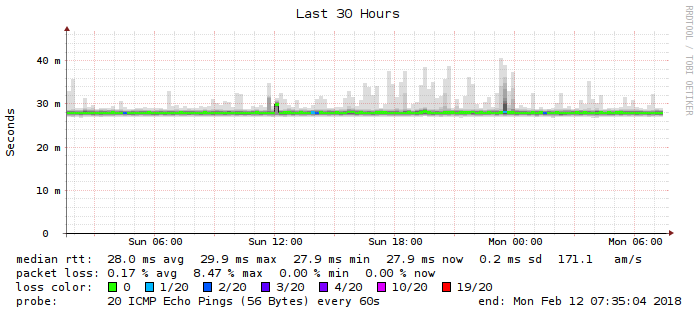 Last 30 Hours
RRDTOOL / TOBI OETIKER
Seconds
40 m
30 m
20 m
10 m
0
Sun 06:00 Sun 12:00 Sun 18:00 Mon 00:00 Mon 06:00
median rtt: 28.0 ms avg 29.9 ms max 27.9 ms min 27.9 ms now 0.2 ms sd 171.1 am/s
packet loss: 0.17 % avg 8.47 % max 0.00 % min 0.00 % now
loss color: 0 1/20 2/20 3/20 4/20 10/20 19/20
probe: 20 ICMP Echo Pings (56 Bytes) every 60s end: Mon Feb 12 07:35:04 2018